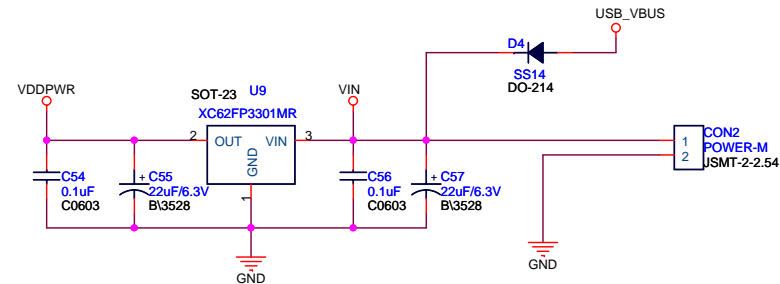 USB_VBUS
D4
SS14
DO-214
VDDPWR
SOT-23 U9
VIN
XC62FP3301MR
2 OUT VIN 3
GND
1
C54
0.1uF
C0603
+ C55
22uF/6.3V
B\3528
C56
0.1uF
C0603
+ C57
22uF/6.3V
B\3528
1
2
CON2
POWER-M
JSMT-2-2.54
GND
GND